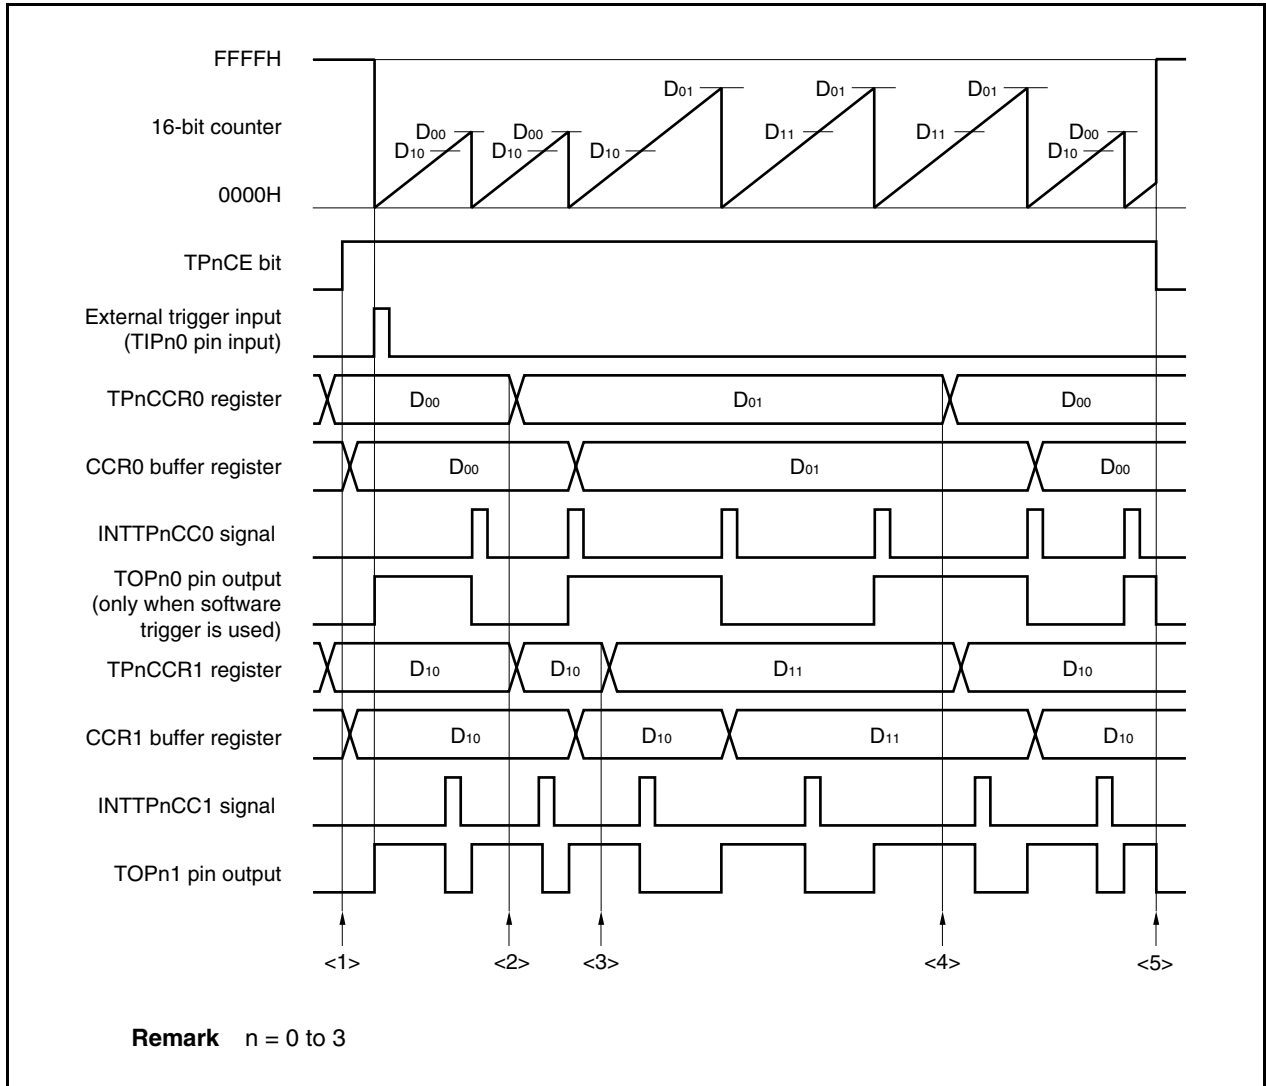 FFFFH
16-bit counter
0000H
D00 D00 D01 D01 D01 D00
D10 D10 D10 D11 D11 D10
TPnCE bit
External trigger input
(TIPn0 pin input)
TPnCCR0 register D00 D01 D00
CCR0 buffer register D00 D01 D00
INTTPnCC0 signal
TOPn0 pin output
(only when software
trigger is used)
TPnCCR1 register D10 D10 D11 D10
CCR1 buffer register D10 D10 D11 D10
INTTPnCC1 signal
TOPn1 pin output
<1> <2> <3> <4> <5>
Remark n = 0 to 3